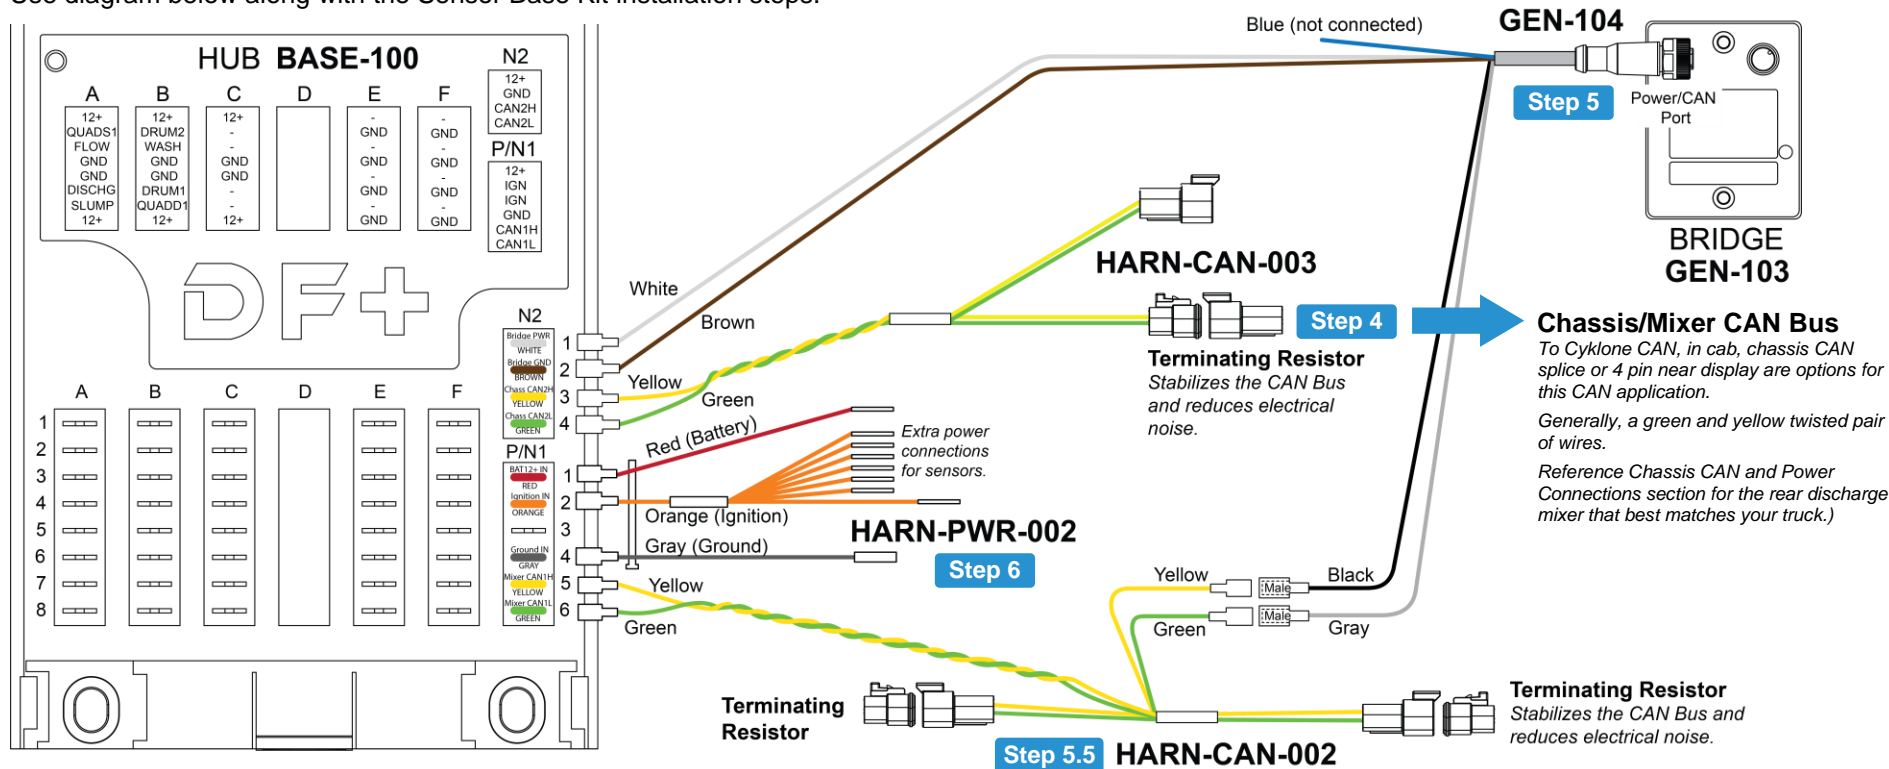 See diagram below along with the Sensor Base Kit installation steps.
HUB BASE-100
A
12+
QUADS1
FLOW
GND
GND
DISCHG
SLUMP
12+
B
12+
DRUM2
WASH
GND
GND
DRUM1
QUADD1
12+
C
12+
-
-
GND
GND
-
-
12+
D
E
-
GND
-
GND
-
GND
-
GND
F
-
GND
-
GND
-
GND
-
GND
N2
12+
GND
CAN2H
CAN2L
P/N1
12+
IGN
IGN
GND
CAN1H
CAN1L
DF+
N2
Bridge PWR
WHITE
1
Bridge GND
BROWN
2
Chass CAN2H
YELLOW
3
Chass CAN2L
GREEN
4
P/N1
BAT12+ IN
RED
1
Ignition IN
ORANGE
2
3
Ground IN
GRAY
4
Mixer CAN1H
YELLOW
5
Mixer CAN1L
GREEN
6
A B C D E F
1
2
3
4
5
6
7
8
White
Brown
Yellow
Green
Red (Battery)
Orange (Ignition)
Gray (Ground)
Yellow
Green
Extra power
connections
for sensors.
HARN-PWR-002
Step 6
HARN-CAN-003
Terminating Resistor
Stabilizes the CAN Bus
and reduces electrical
noise.
Step 4
Blue (not connected)
GEN-104
Step 5
Power/CAN
Port
BRIDGE
GEN-103
Chassis/Mixer CAN Bus
To Cyklone CAN, in cab, chassis CAN
splice or 4 pin near display are options for
this CAN application.
Generally, a green and yellow twisted pair
of wires.
Reference Chassis CAN and Power
Connections section for the rear discharge
mixer that best matches your truck.)
Yellow
Male
Black
Green
Male
Gray
Terminating
Resistor
Step 5.5
HARN-CAN-002
Terminating Resistor
Stabilizes the CAN Bus and
reduces electrical noise.